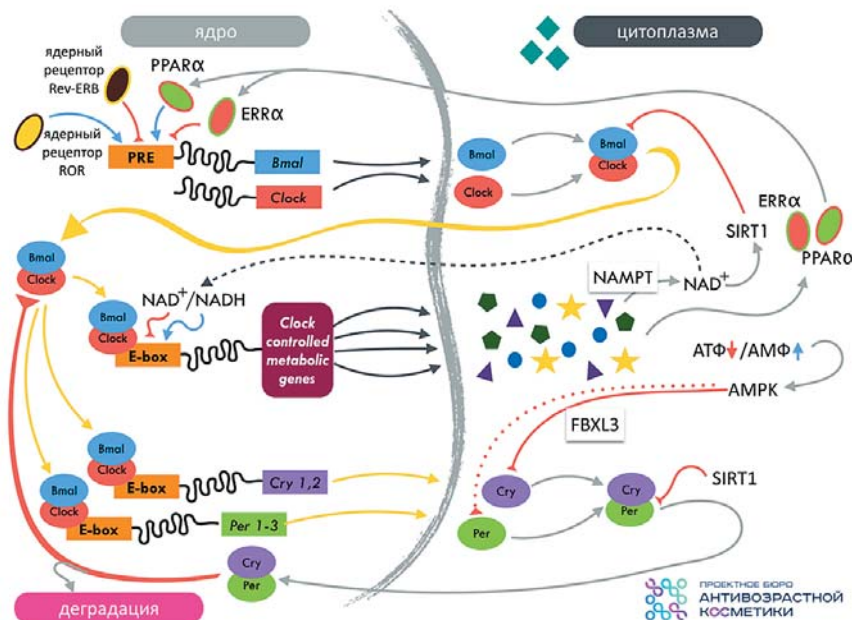 ядро
цитоплазма
ядерный
рецептор
Rev-ERB
PPARα
ERRα
ядерный
рецептор
ROR
PRE
Bmal
Clock
Bmal
Clock
Bmal
Clock
ERRα
SIRT1
PPARα
Bmal
Clock
NAD+/NADH
NAMPT
NAD+
Bmal
Clock
E-box
Clock
controlled
metabolic
genes
АТФ/АМФ
AMPK
FBXL3
Bmal
Clock
E-box
Cry 1,2
Cry
Cry
Per
SIRT1
Bmal
Clock
E-box
Per 1-3
Per
Cry
Per
деградация
ПРОЕКТНОЕ БЮРО
АНТИВОЗРАСТНОЙ
КОСМЕТИКИ